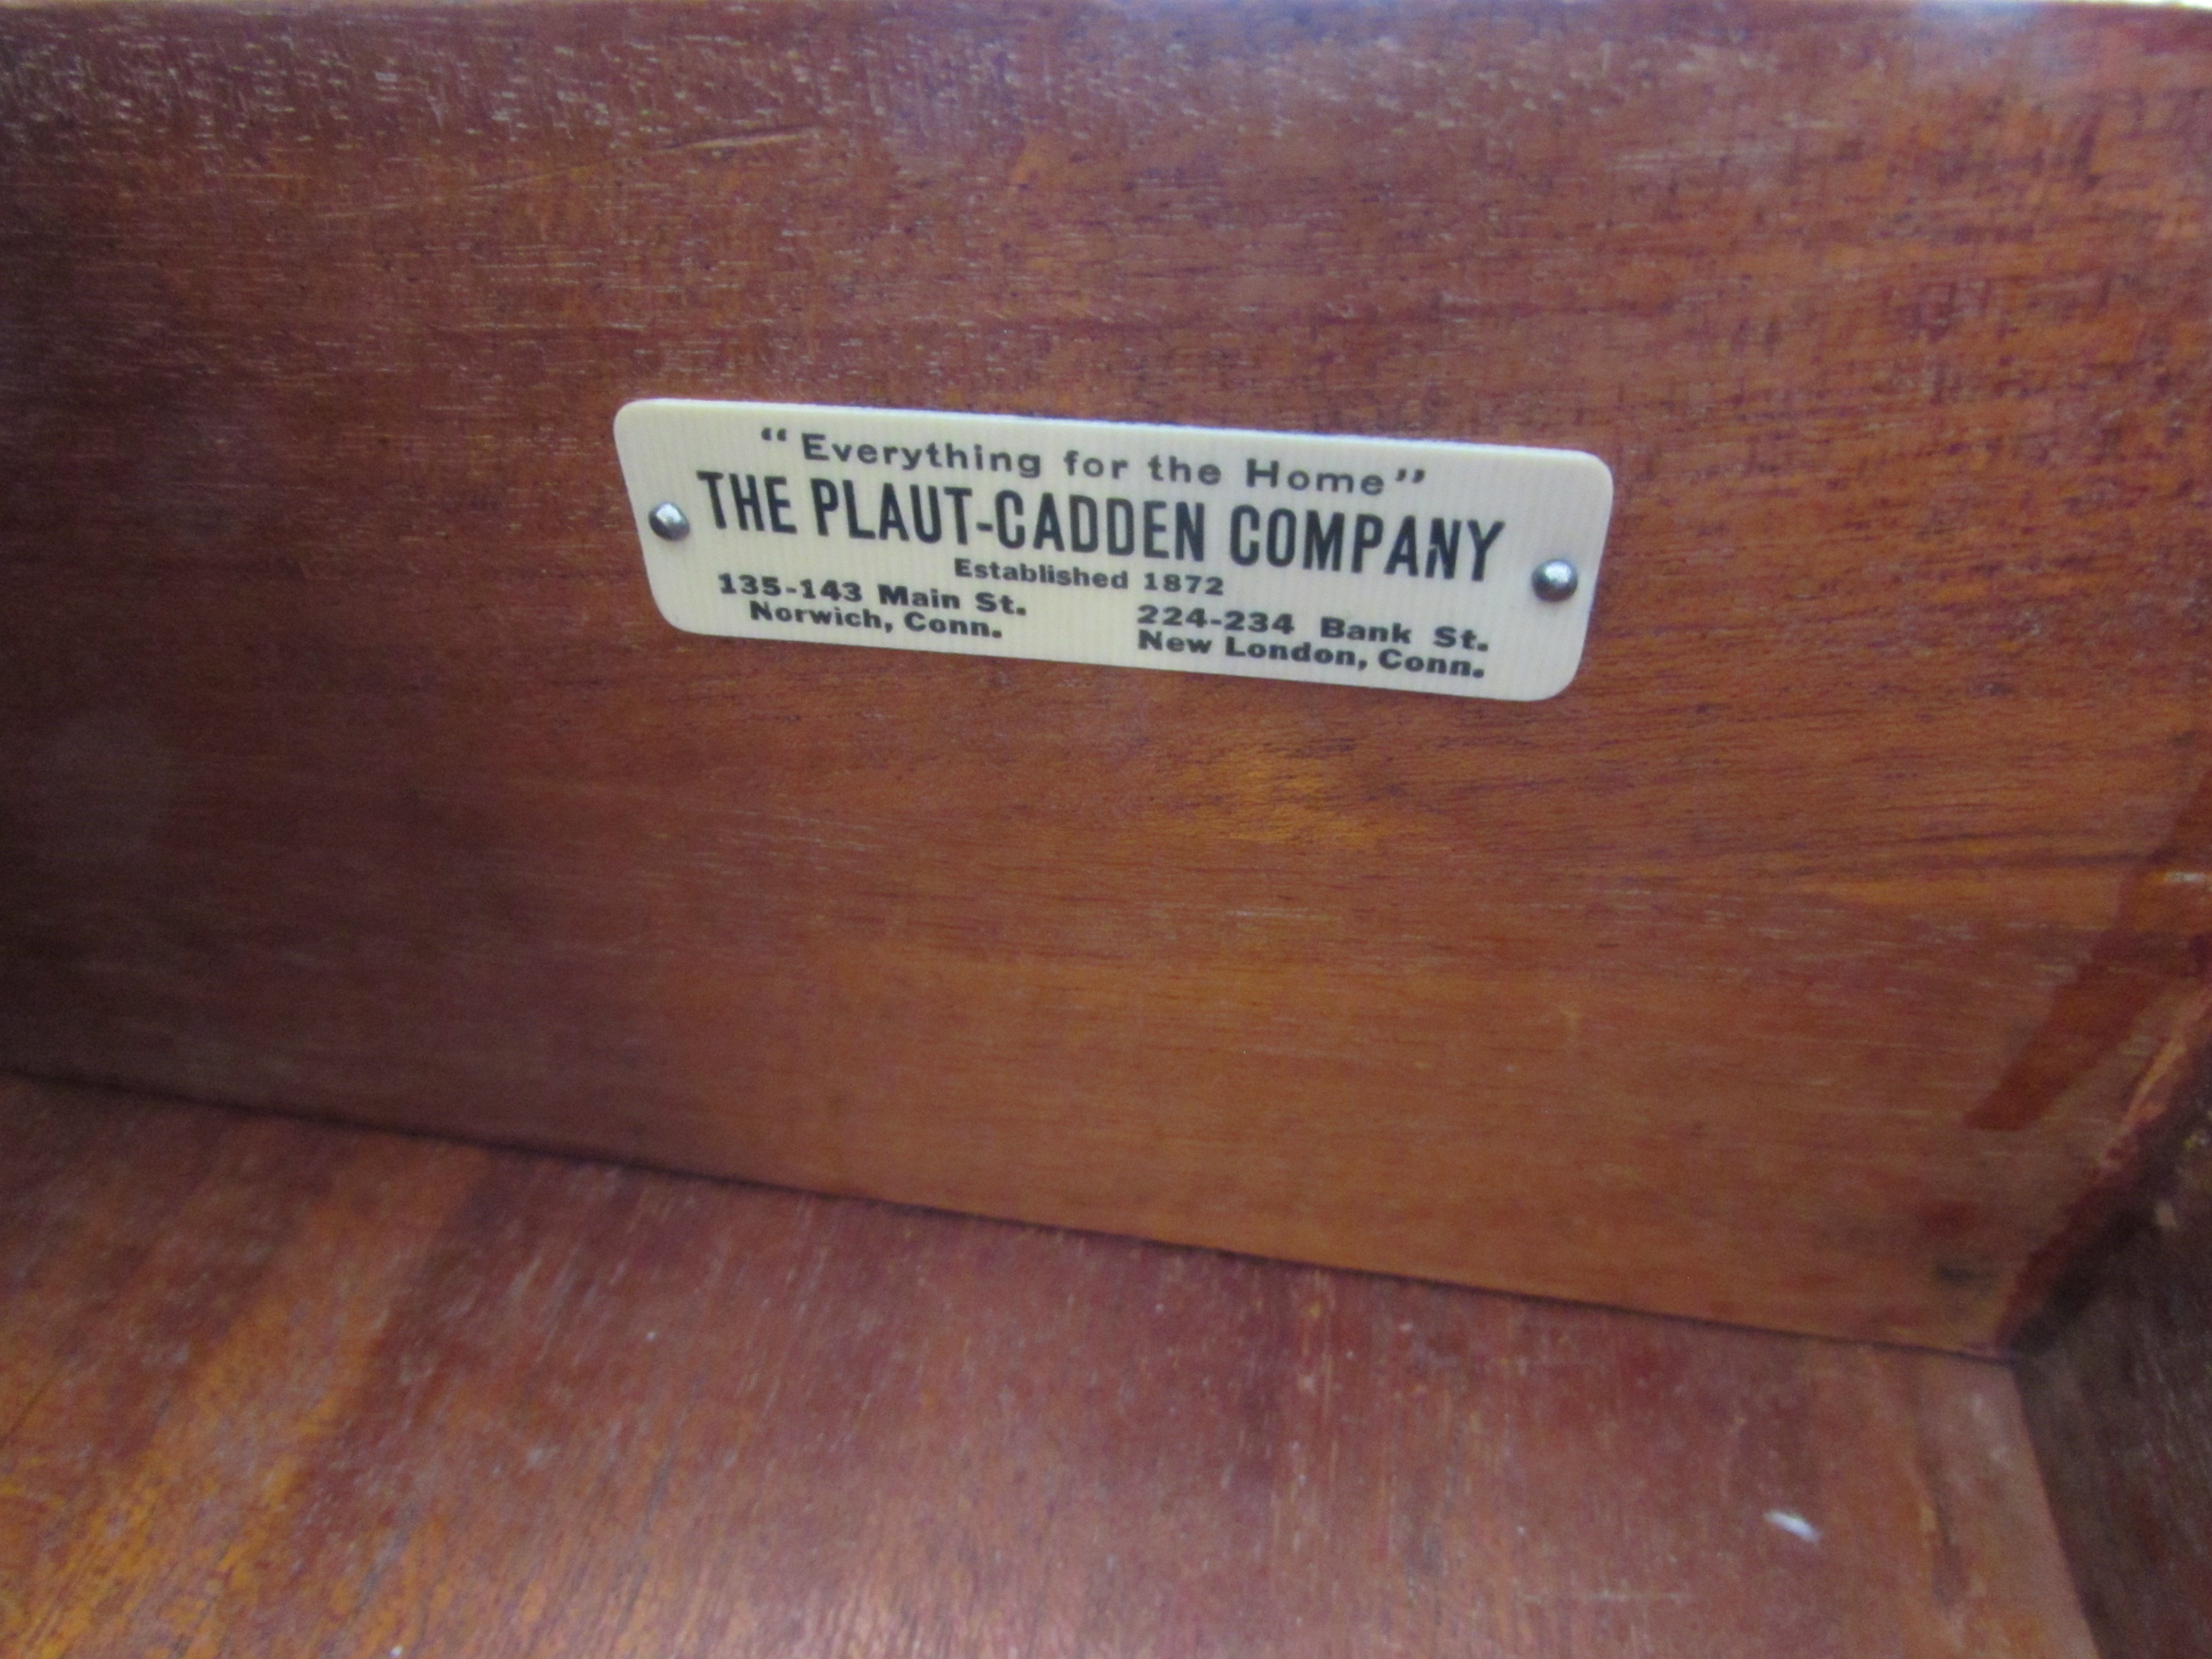 “Everything for the Home”
THE PLAUT-CADDEN COMPANY
Established 1872
135-143 Main St.
Norwich, Conn.
224-234 Bank St.
New London, Conn.